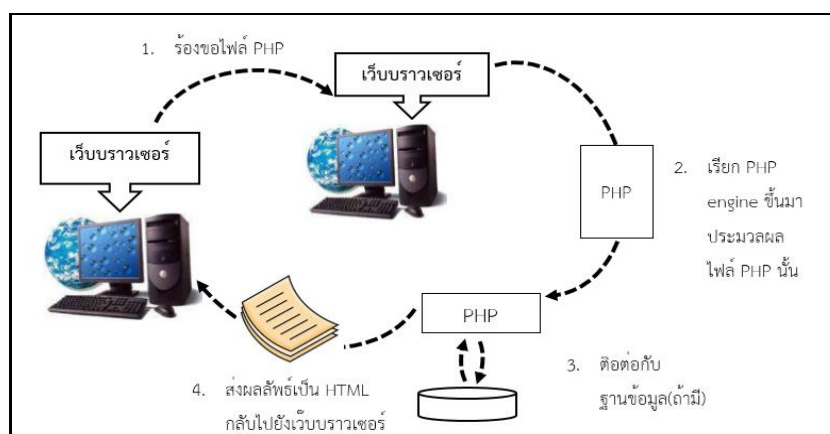 1. ร้องขอไฟล์ PHP
เว็บบราวเซอร์
เว็บบราวเซอร์
PHP
2. เรียก PHP
engine ขึ้นมา
ประมวลผล
ไฟล์ PHP นั้น
PHP
3. ติอต่อกับ
ฐานข้อมูล(ถ้ามี)
4. ส่งผลลัพธ์เป็น HTML
กลับไปยังเว๊บบราวเซอร์